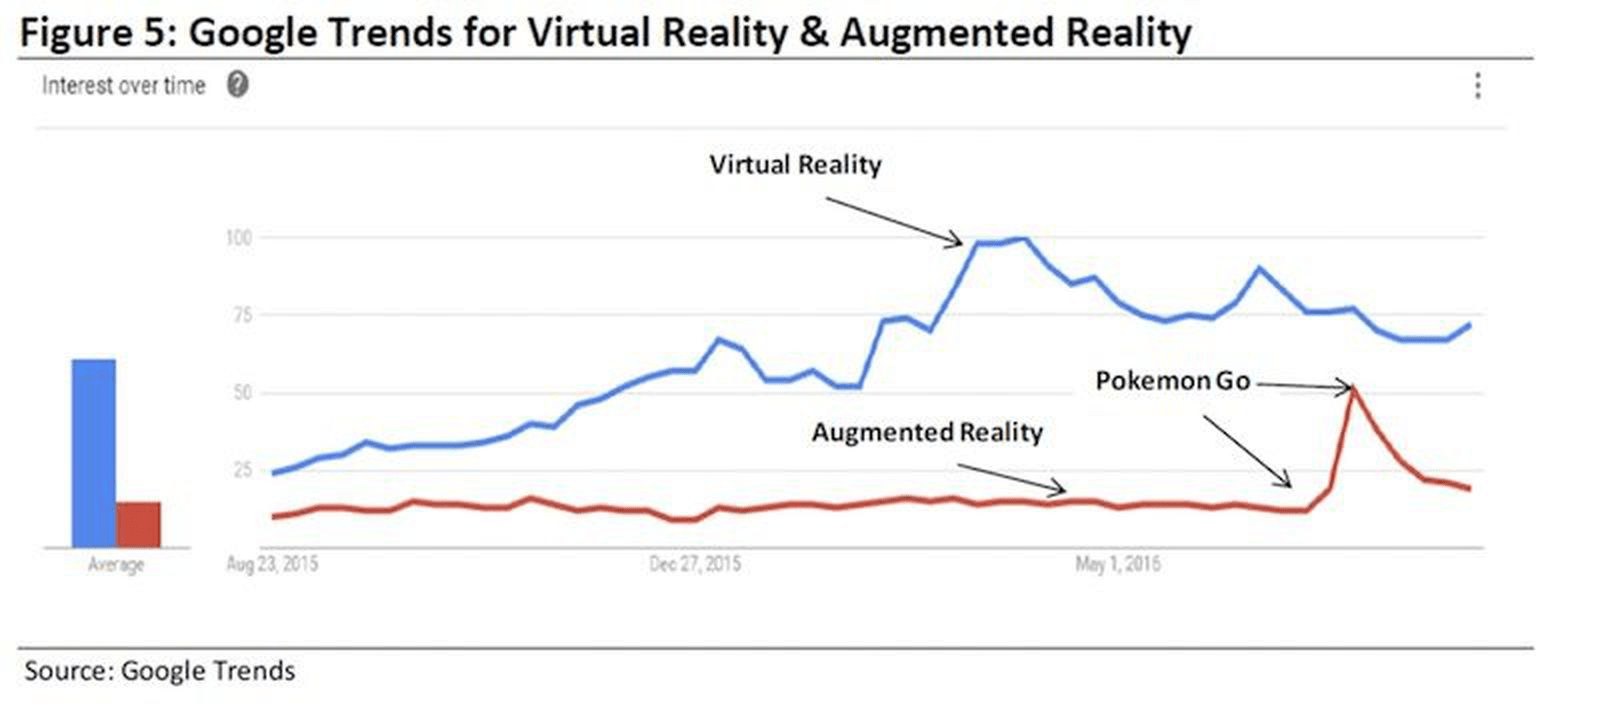 Figure 5: Google Trends for Virtual Reality & Augmented Reality
Interest over time ?
Virtual Reality
100
75
Pokemon Go
50
Augmented Reality
25
Average
Aug 23, 2015
Dec 27, 2015
May 1, 2016
Source: Google Trends